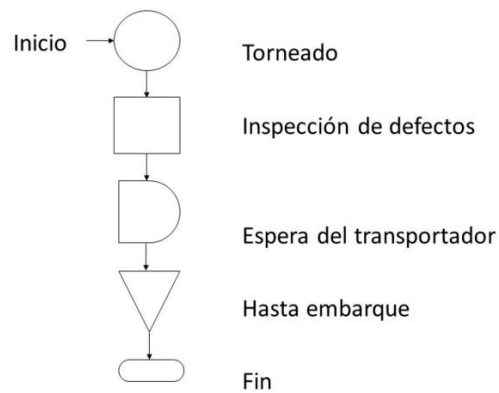 Inicio
Torneado
Inspección de defectos
Espera del transportador
Hasta embarque
Fin